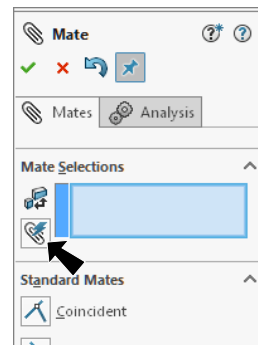 Mate
Mates
Analysis
Mate Selections
Standard Mates
Coincident